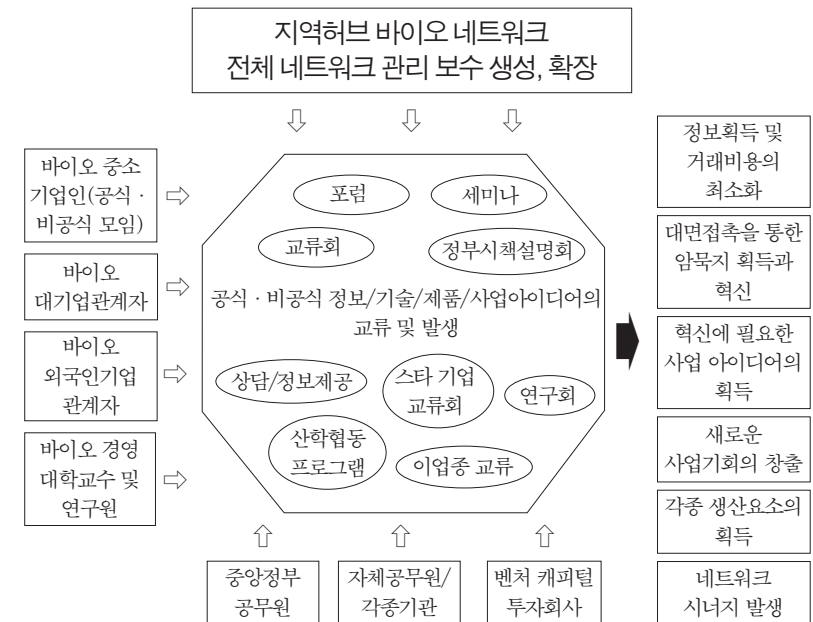 지역허브 바이오 네트워크
전체 네트워크 관리 보수 생성, 확장
바이오 중소
기업인(공식 ·
비공식 모임)
바이오
대기업관계자
바이오
외국인기업
관계자
바이오 경영
대학교수 및
연구원
포럼
세미나
교류회
정부시책설명회
공식 · 비공식 정보/기술/제품/사업아이디어의
교류 및 발생
상담/정보제공
스타 기업
교류회
연구회
산학협동
프로그램
이업종 교류
중앙정부
공무원
자체공무원/
각종기관
벤처 캐피털
투자회사
정보획득 및
거래비용의
최소화
대면접촉을 통한
암묵지 획득과
혁신
혁신에 필요한
사업 아이디어의
획득
새로운
사업기회의 창출
각종 생산요소의
획득
네트워크
시너지 발생